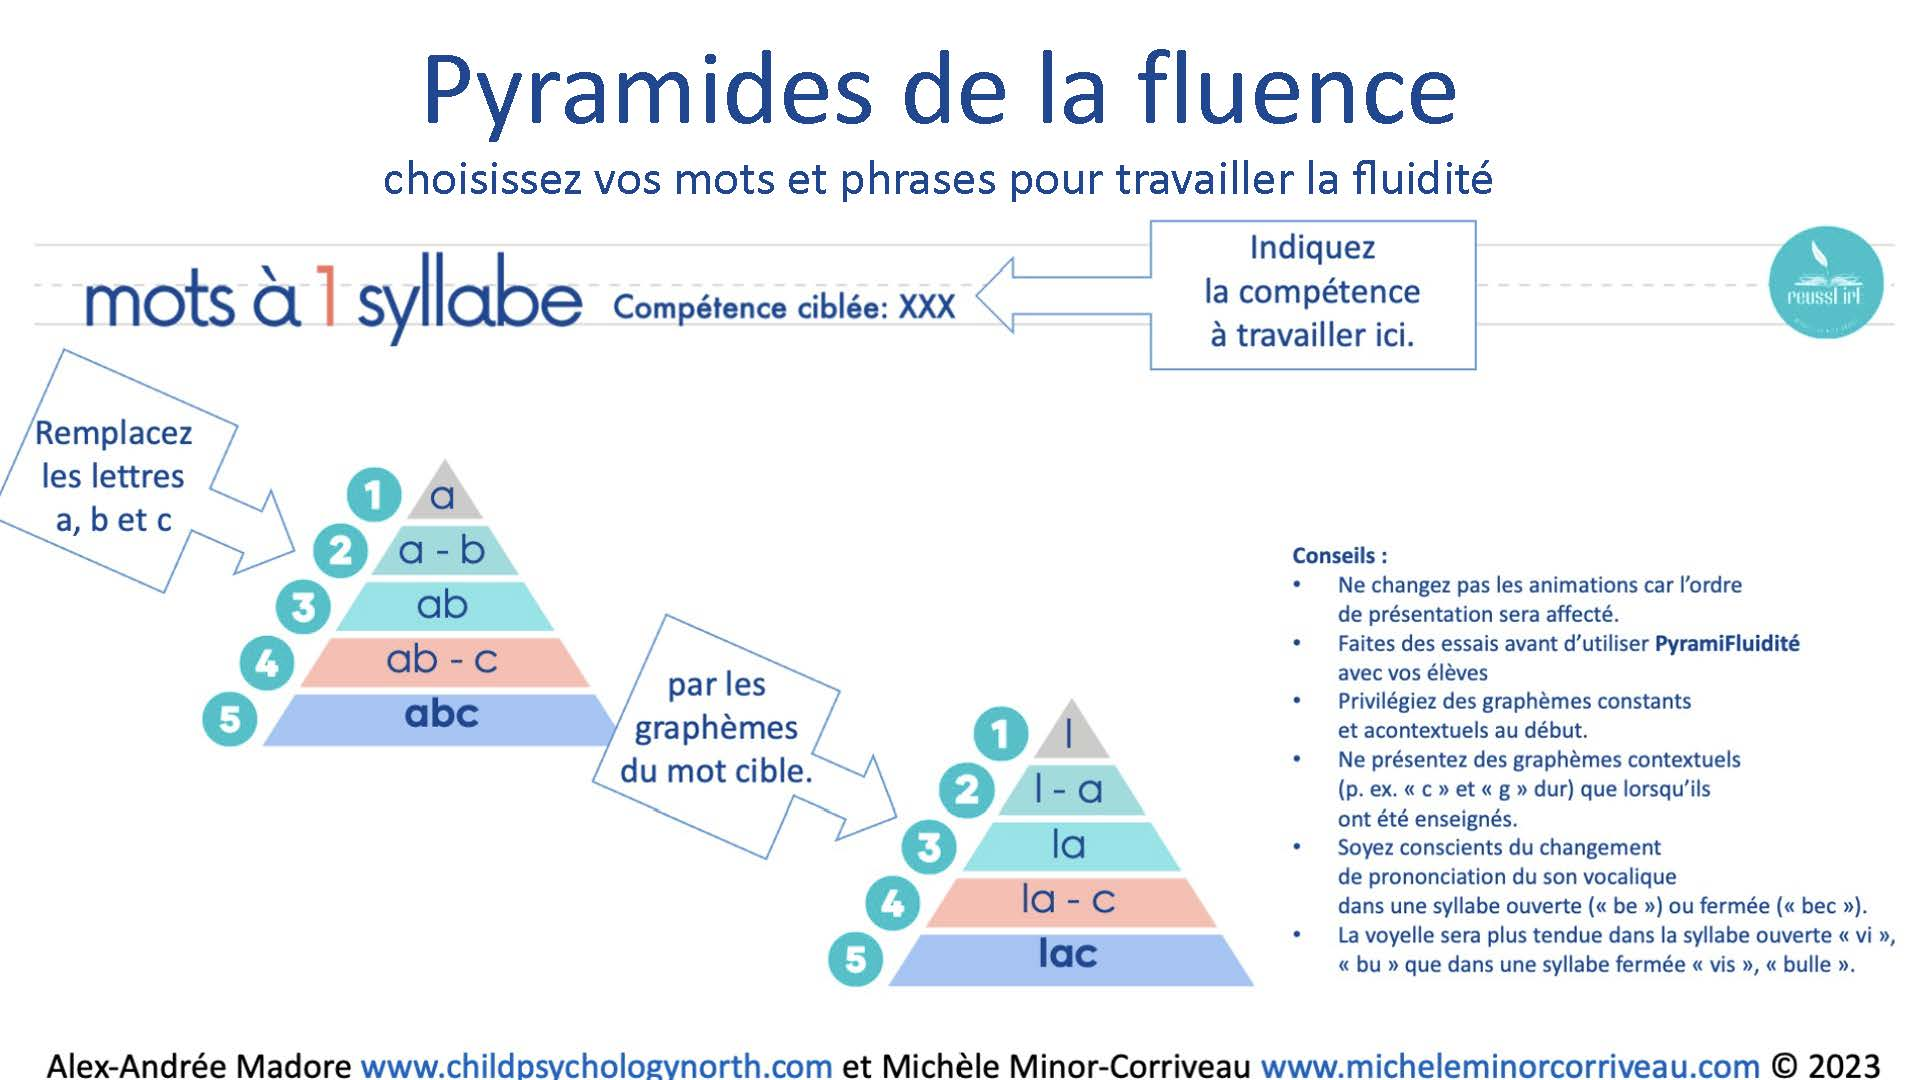 Pyramides de la fluence
choisissez vos mots et phrases pour travailler la fluidité
mots à 1 syllabe Compétence ciblée: XXX
Indiquez
la compétence
à travailler ici.
Remplacez
les lettres
a, b et c
1 a
2 a - b
3 ab
4 ab - c
5 abc
par les
graphèmes
du mot cible.
1 l
2 l - a
3 la
4 la - c
5 lac
Conseils :
• Ne changez pas les animations car l’ordre
de présentation sera affecté.
• Faites des essais avant d’utiliser PyramiFluidité
avec vos élèves
• Privilégiez des graphèmes constants
et acontextuels au début.
• Ne présentez des graphèmes contextuels
(p. ex. « c » et « g » dur) que lorsqu’ils
ont été enseignés.
• Soyez conscients du changement
de prononciation du son vocalique
dans une syllabe ouverte (« be ») ou fermée (« bec »).
• La voyelle sera plus tendue dans la syllabe ouverte « vi »,
« bu » que dans une syllabe fermée « vis », « bulle ».
Alex-Andrée Madore www.childpsychologynorth.com et Michèle Minor-Corriveau www.micheleminorcorriveau.com © 2023